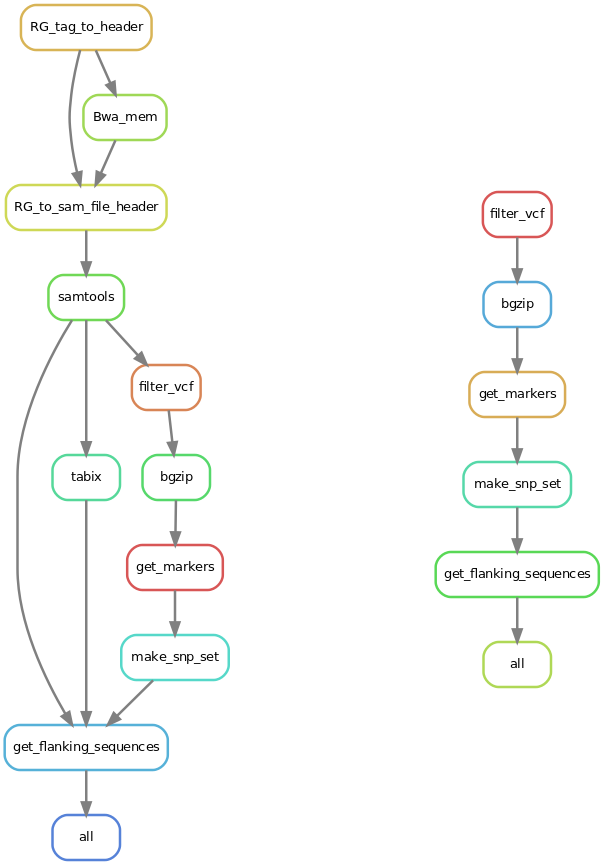 RG_tag_to_header
Bwa_mem
RG_to_sam_file_header
samtools
filter_vcf
tabix
bgzip
get_markers
make_snp_set
get_flanking_sequences
all
filter_vcf
bgzip
get_markers
make_snp_set
get_flanking_sequences
all